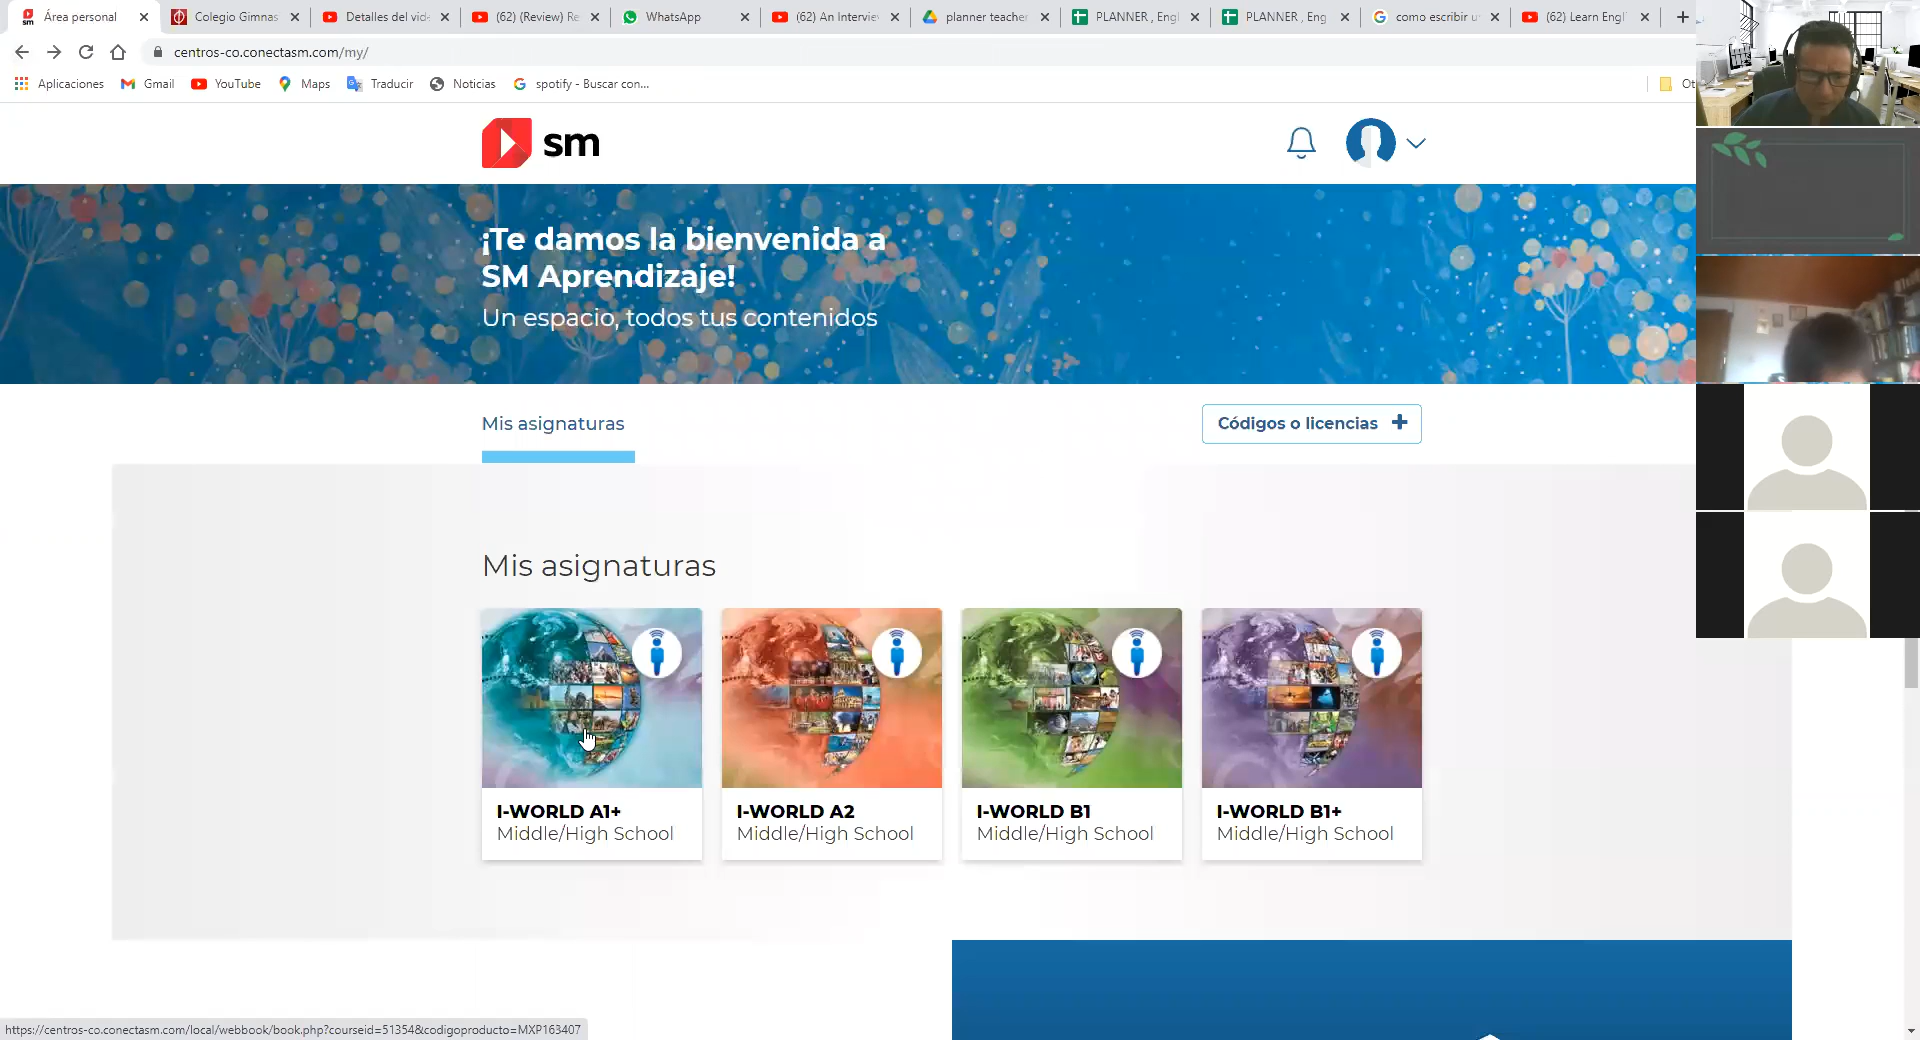 Área personal
Colegio Gimnas
Detalles del vid
(62) (Review) Re
WhatsApp
(62) An Intervie
planner teacher
PLANNER , Engl
PLANNER , Eng
como escribir u
(62) Learn Engl
centros-co.conectasm.com/my/
Aplicaciones
Gmail
YouTube
Maps
Traducir
Noticias
spotify - Buscar con...
Ot
sm
¡Te damos la bienvenida a
SM Aprendizaje!
Un espacio, todos tus contenidos
Mis asignaturas
Códigos o licencias +
Mis asignaturas
I-WORLD A1+
Middle/High School
I-WORLD A2
Middle/High School
I-WORLD B1
Middle/High School
I-WORLD B1+
Middle/High School
https://centros-co.conectasm.com/local/webbook/book.php?courseid=51354&codigoproducto=MXP163407